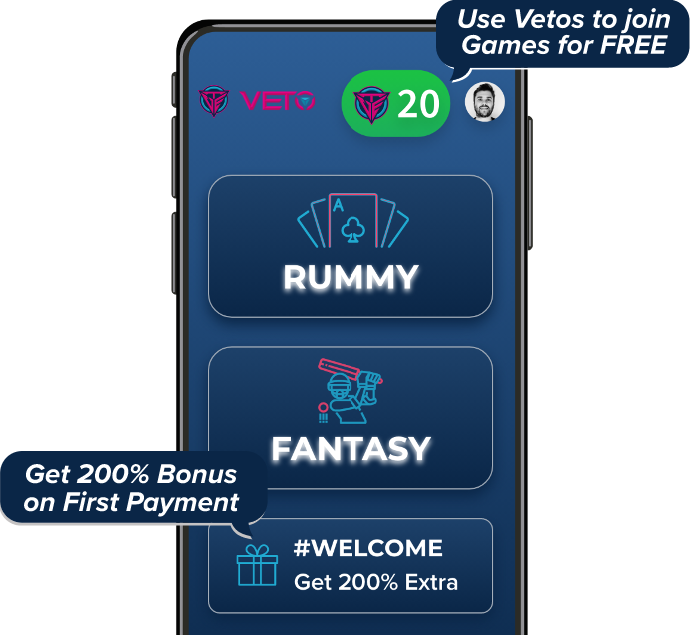 Use Vetos to join
Games for FREE
VETO
20
A
RUMMY
FANTASY
Get 200% Bonus
on First Payment
#WELCOME
Get 200% Extra